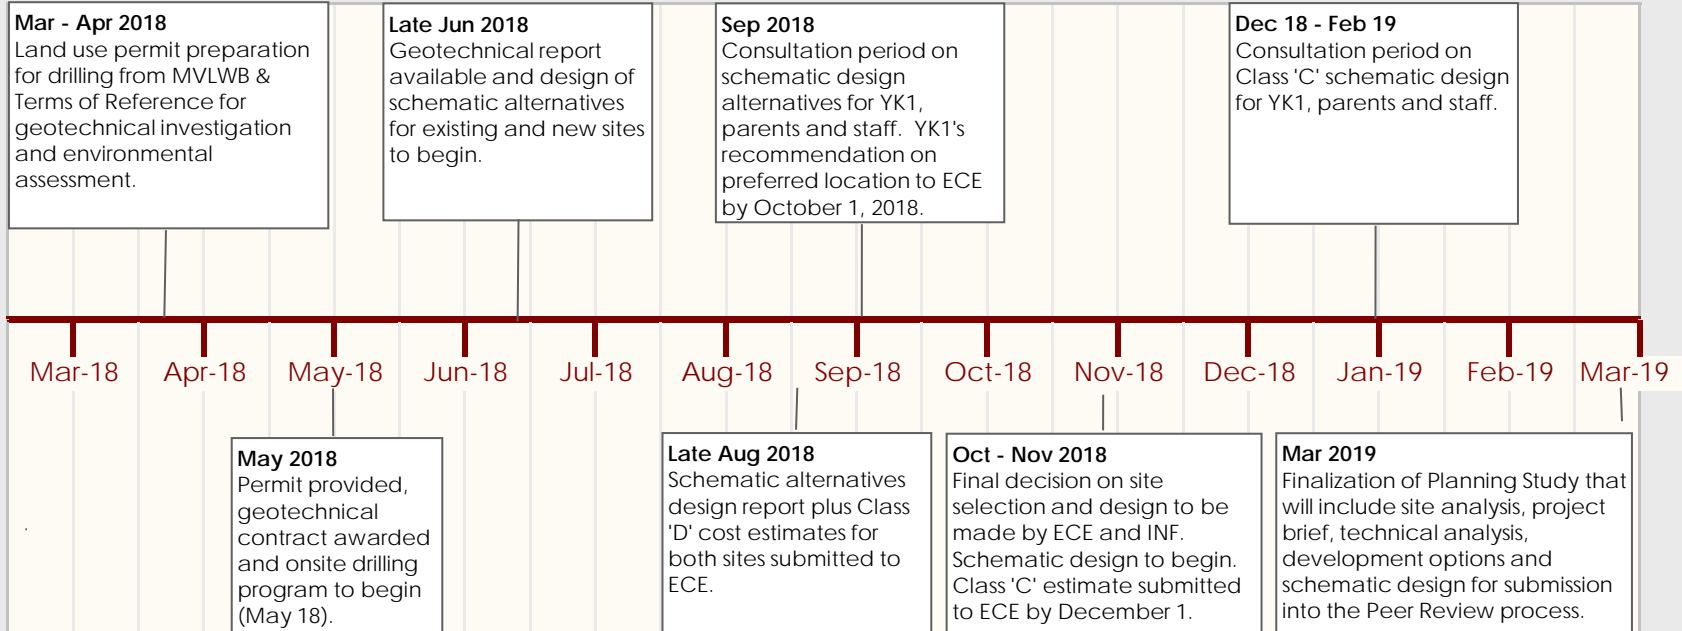 Mar - Apr 2018
Land use permit preparation
for drilling from MVLWB &
Terms of Reference for
geotechnical investigation
and environmental
assessment.
Late Jun 2018
Geotechnical report
available and design of
schematic alternatives
for existing and new sites
to begin.
Sep 2018
Consultation period on
schematic design
alternatives for YK1,
parents and staff.  YK1's
recommendation on
preferred location to ECE
by October 1, 2018.
Dec 18 - Feb 19
Consultation period on
Class 'C' schematic design
for YK1, parents and staff.
Mar-18 Apr-18 May-18 Jun-18 Jul-18 Aug-18 Sep-18 Oct-18 Nov-18 Dec-18 Jan-19 Feb-19 Mar-19
May 2018
Permit provided,
geotechnical
contract awarded
and onsite drilling
program to begin
(May 18).
Late Aug 2018
Schematic alternatives
design report plus Class
'D' cost estimates for
both sites submitted to
ECE.
Oct - Nov 2018
Final decision on site
selection and design to be
made by ECE and INF.
Schematic design to begin.
Class 'C' estimate submitted
to ECE by December 1.
Mar 2019
Finalization of Planning Study that
will include site analysis, project
brief, technical analysis,
development options and
schematic design for submission
into the Peer Review process.